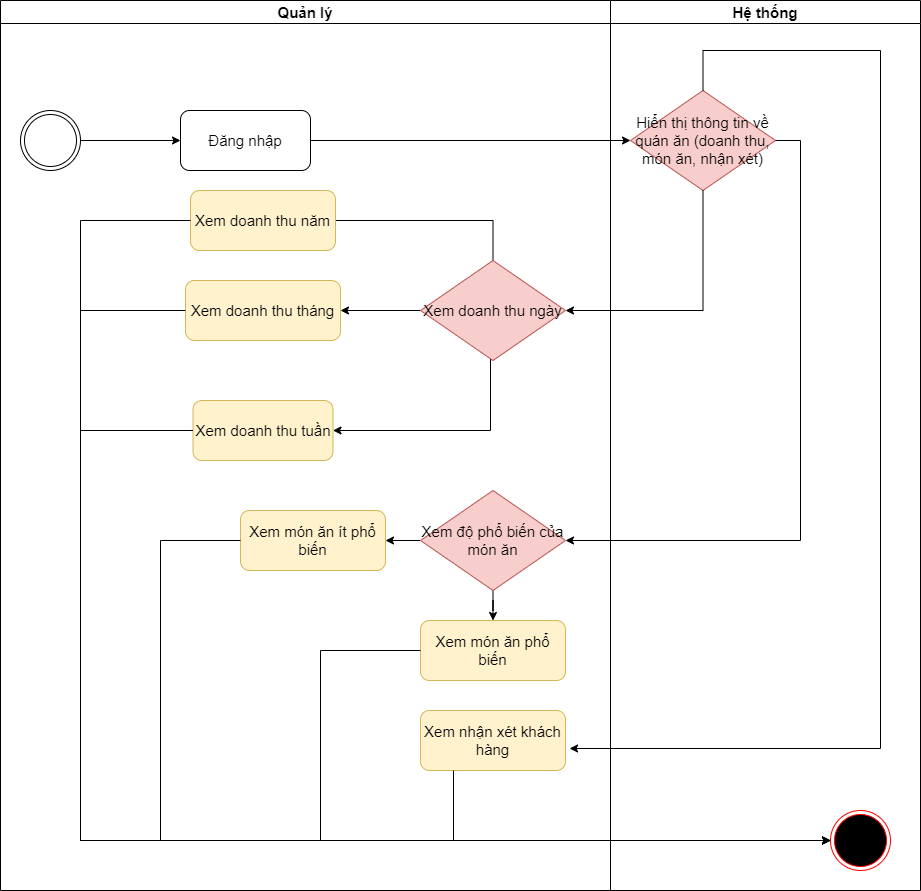 Quản lý
Hệ thống
Đăng nhập
Hiển thị thông tin về
quán ăn (doanh thu,
món ăn, nhận xét)
Xem doanh thu năm
Xem doanh thu tháng
Xem doanh thu ngày
Xem doanh thu tuần
Xem món ăn ít phổ
biến
Xem độ phổ biến của
món ăn
Xem món ăn phổ
biến
Xem nhận xét khách
hàng